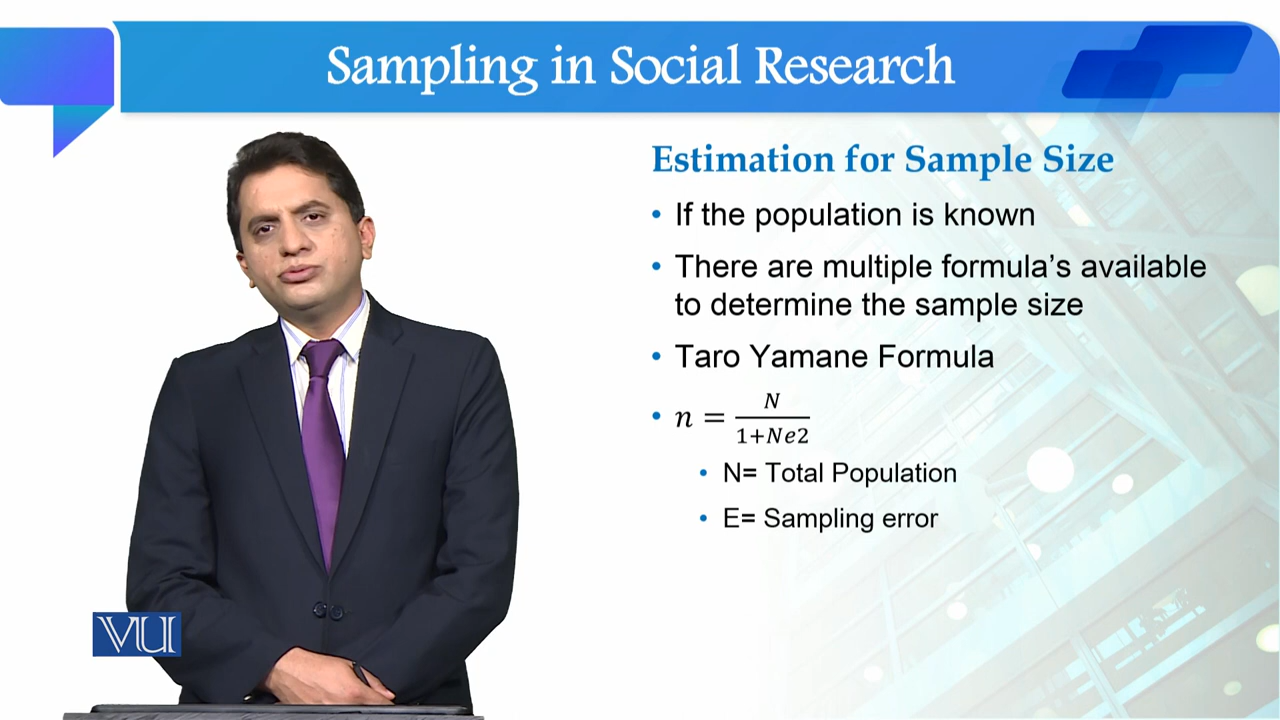 Sampling in Social Research
Estimation for Sample Size
• If the population is known
• There are multiple formula’s available
to determine the sample size
• Taro Yamane Formula
• n = N / 1+Ne2
• N= Total Population
• E= Sampling error
VU